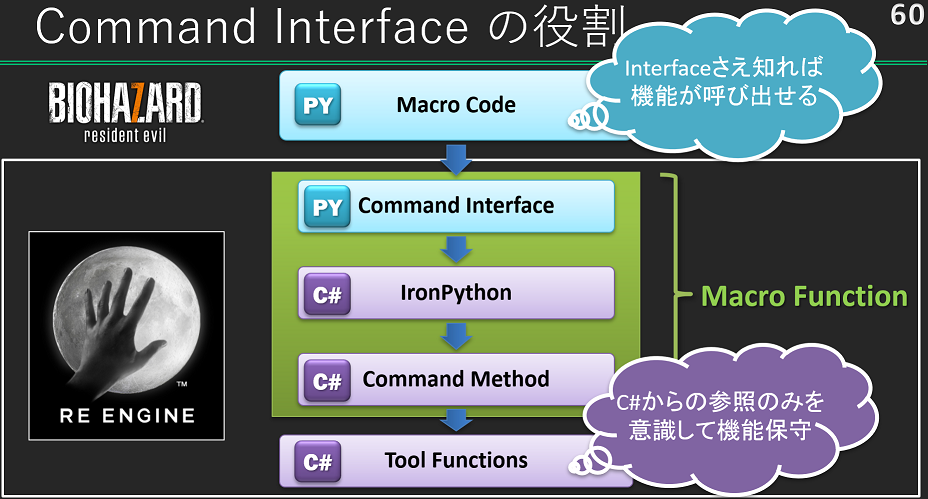 Command Interface の役割
60
Interfaceさえ知れば
機能が呼び出せる
BIOHAZARD
resident evil
PY
Macro Code
PY
Command Interface
C#
IronPython
Macro Function
C#
Command Method
C#からの参照のみを
意識して機能保守
C#
Tool Functions
TM
RE ENGINE